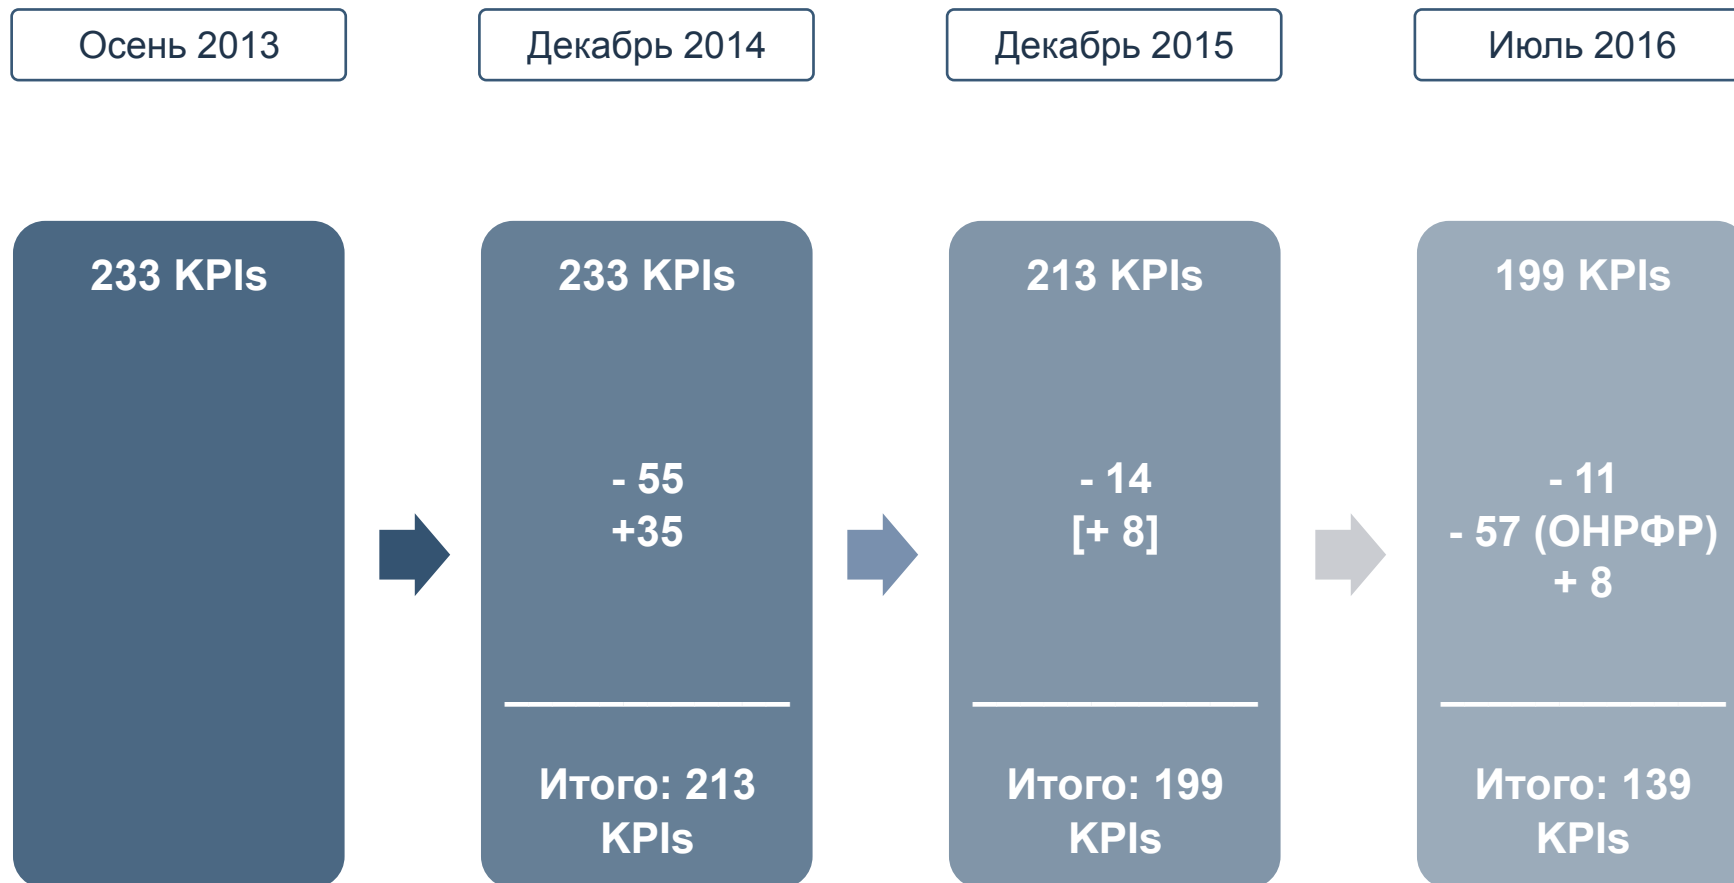 Осень 2013
Декабрь 2014
Декабрь 2015
Июль 2016
233 KPIs
233 KPIs
- 55
+35
Итого: 213
KPIs
213 KPIs
- 14
[+ 8]
Итого: 199
KPIs
199 KPIs
- 11
- 57 (ОНРФР)
+ 8
Итого: 139
KPIs